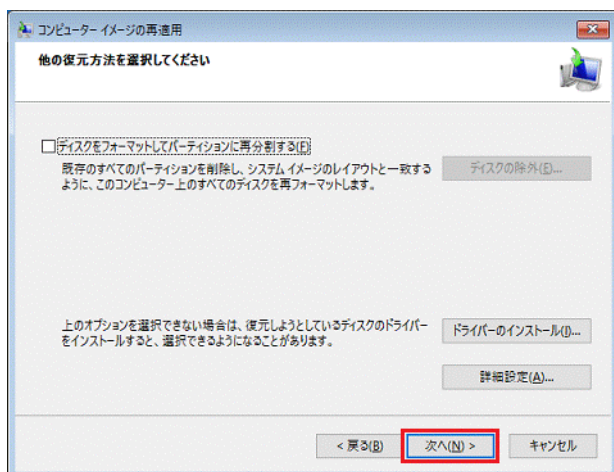 コンピューター イメージの再適用
他の復元方法を選択してください
ディスクをフォーマットしてパーティションに再分割する(F)
既存のすべてのパーティションを削除し、システム イメージのレイアウトと一致する
ように、このコンピューター上のすべてのディスクを再フォーマットします。
ディスクの除外(E)...
上のオプションを選択できない場合は、復元しようとしているディスクのドライバー
をインストールすると、選択できるようになることがあります。
ドライバーのインストール(I)...
詳細設定(A)...
< 戻る(B)
次へ(N) >
キャンセル